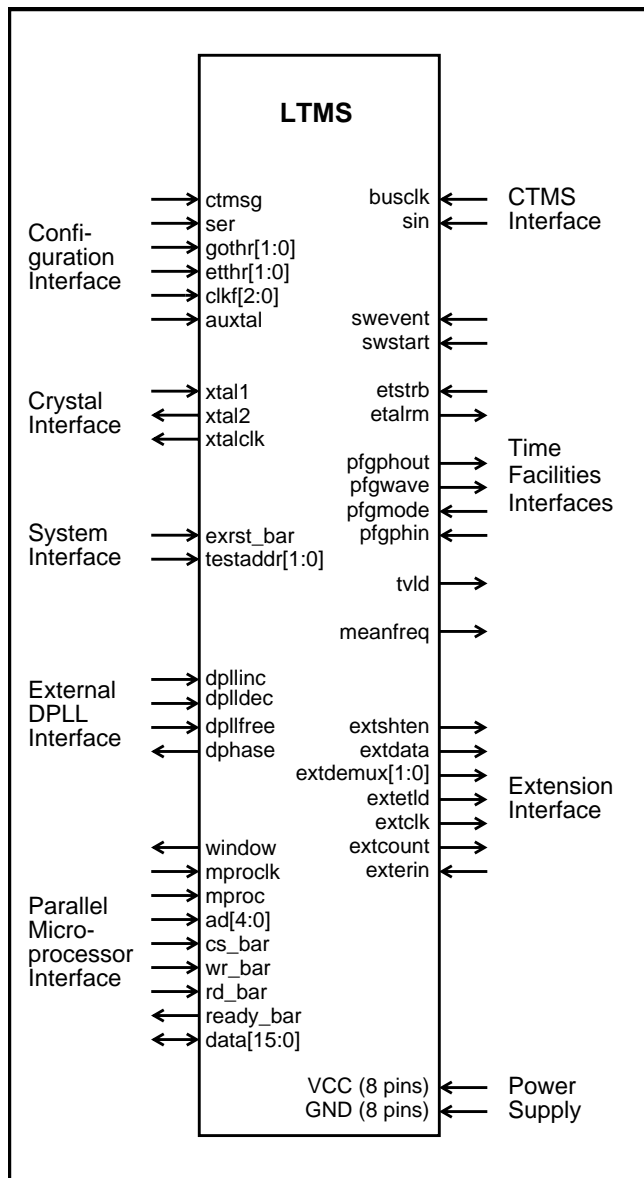 LTMS
Confi-
guration
Interface
ctmsg
ser
gothr[1:0]
etthr[1:0]
clkf[2:0]
auxtal
Crystal
Interface
xtal1
xtal2
xtalclk
System
Interface
exrst_bar
testaddr[1:0]
External
DPLL
Interface
dpllinc
dplldec
dpllfree
dphase
Parallel
Micro-
processor
Interface
window
mproclk
mproc
ad[4:0]
cs_bar
wr_bar
rd_bar
ready_bar
data[15:0]
busclk
sin
CTMS
Interface
swevent
swstart
etstrb
etalrm
pfgphout
pfgwave
pfgmode
pfgphin
tvld
meanfreq
Time
Facilities
Interfaces
extshten
extdata
extdemux[1:0]
extetld
extclk
extcount
exterin
Extension
Interface
VCC (8 pins)
GND (8 pins)
Power
Supply